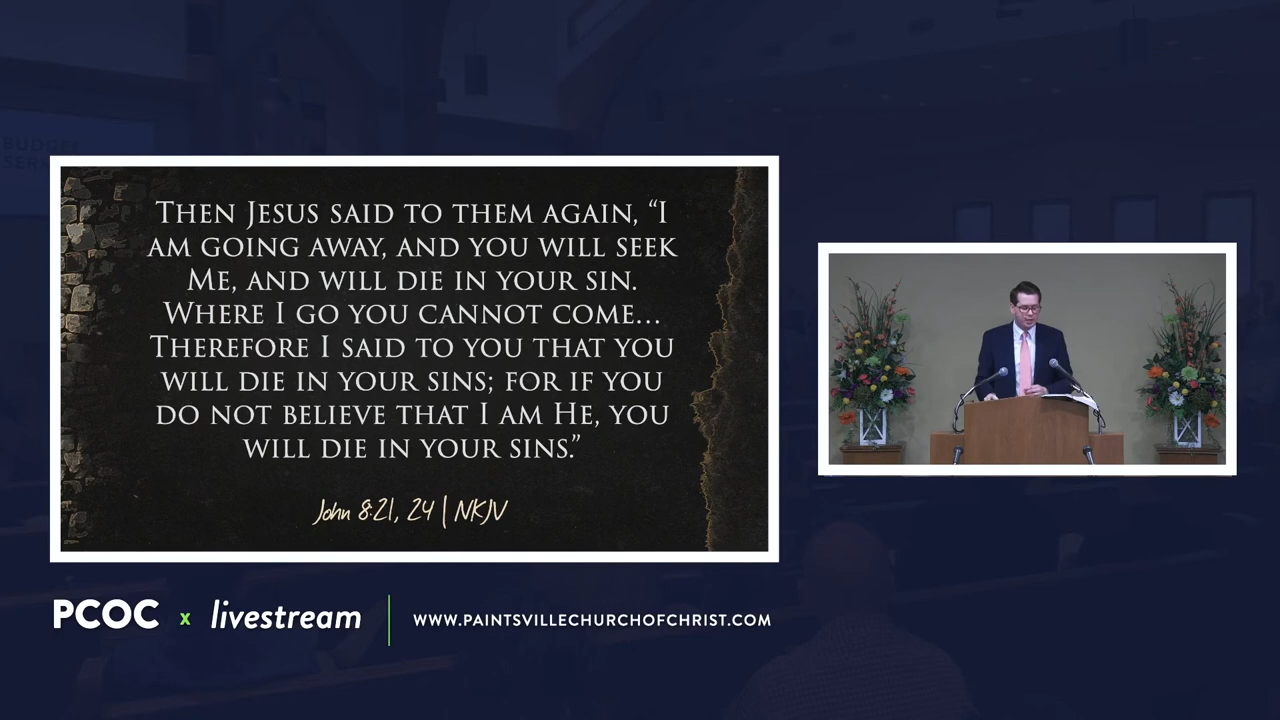 BUDGET
SER
THEN JESUS SAID TO THEM AGAIN, “I
AM GOING AWAY, AND YOU WILL SEEK
ME, AND WILL DIE IN YOUR SIN.
WHERE I GO YOU CANNOT COME...
THEREFORE I SAID TO YOU THAT YOU
WILL DIE IN YOUR SINS; FOR IF YOU
DO NOT BELIEVE THAT I AM HE, YOU
WILL DIE IN YOUR SINS.”
John 8:21, 24 | NKJV
PCOC x livestream | WWW.PAINTSVILLECHURCHOFCHRIST.COM